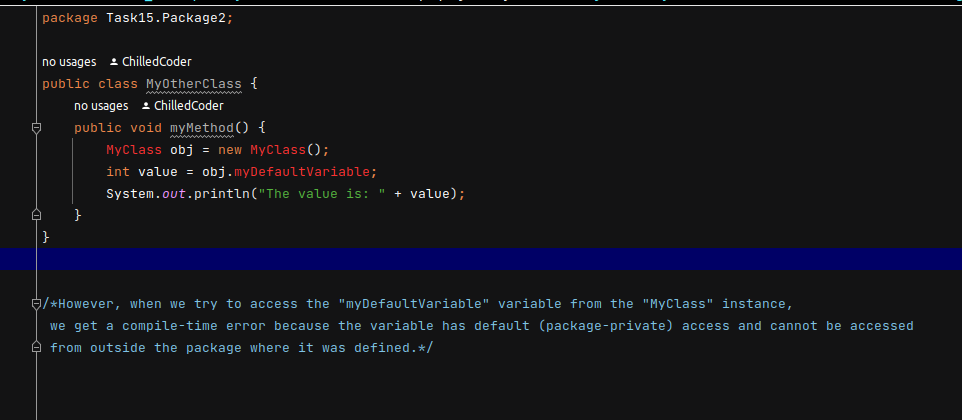 package Task15.Package2;
no usages ChilledCoder
public class MyOtherClass {
no usages ChilledCoder
public void myMethod() {
MyClass obj = new MyClass();
int value = obj.myDefaultVariable;
System.out.println("The value is: " + value);
}
}
/*However, when we try to access the "myDefaultVariable" variable from the "MyClass" instance,
we get a compile-time error because the variable has default (package-private) access and cannot be accessed
from outside the package where it was defined.*/